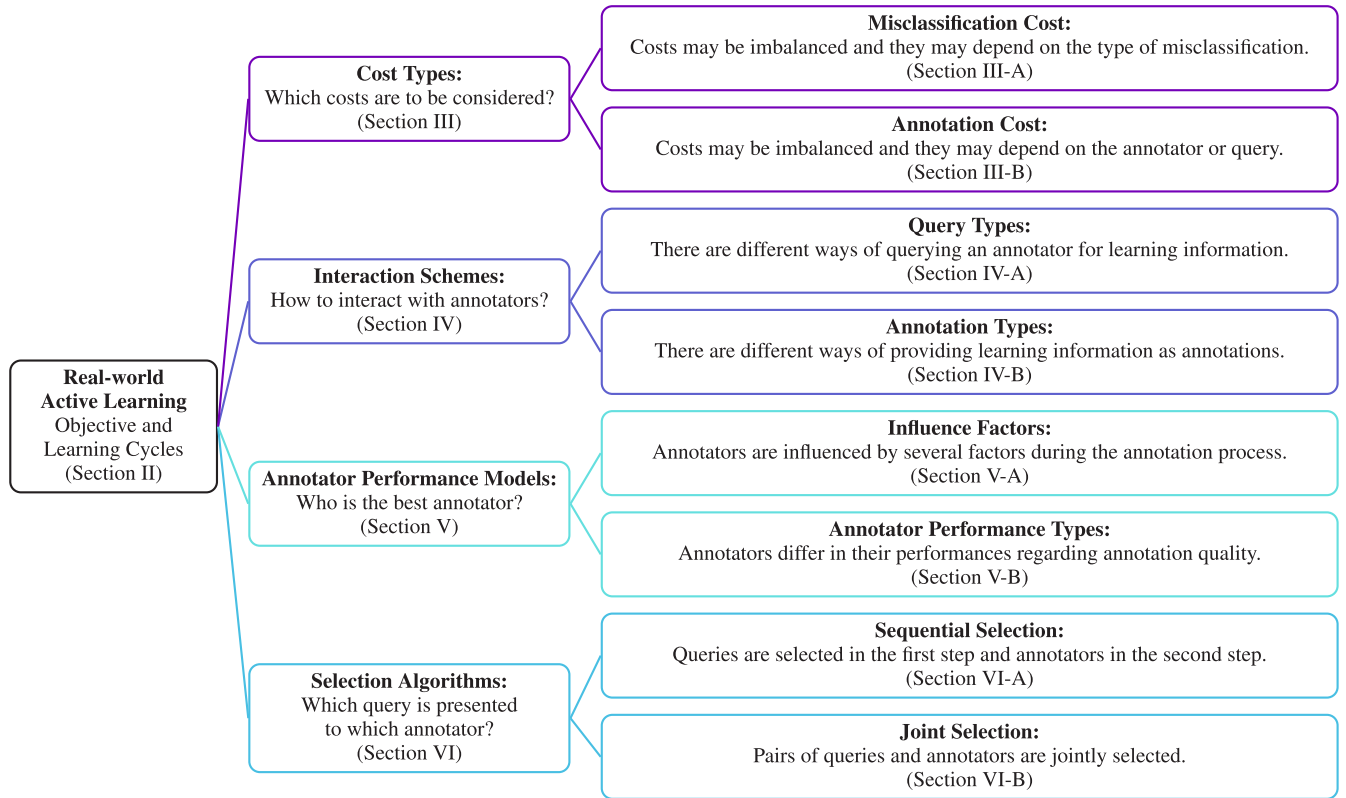 Real-world
Active Learning
Objective and
Learning Cycles
(Section II)
Cost Types:
Which costs are to be considered?
(Section III)
Misclassification Cost:
Costs may be imbalanced and they may depend on the type of misclassification.
(Section III-A)
Annotation Cost:
Costs may be imbalanced and they may depend on the annotator or query.
(Section III-B)
Interaction Schemes:
How to interact with annotators?
(Section IV)
Query Types:
There are different ways of querying an annotator for learning information.
(Section IV-A)
Annotation Types:
There are different ways of providing learning information as annotations.
(Section IV-B)
Annotator Performance Models:
Who is the best annotator?
(Section V)
Influence Factors:
Annotators are influenced by several factors during the annotation process.
(Section V-A)
Annotator Performance Types:
Annotators differ in their performances regarding annotation quality.
(Section V-B)
Selection Algorithms:
Which query is presented
to which annotator?
(Section VI)
Sequential Selection:
Queries are selected in the first step and annotators in the second step.
(Section VI-A)
Joint Selection:
Pairs of queries and annotators are jointly selected.
(Section VI-B)